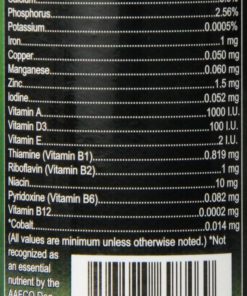 Phosphorus 2.56%
Potassium 0.0005%
Iron 1 mg
Copper 0.050 mg
Manganese 0.060 mg
Zinc 1.5 mg
Iodine 0.052 mg
Vitamin A 1000 I.U.
Vitamin D3 100 I.U.
Vitamin E 2 I.U.
Thiamine (Vitamin B1) 0.819 mg
Riboflavin (Vitamin B2) 1 mg
Niacin 10 mg
Pyridoxine (Vitamin B6) 0.082 mg
Vitamin B12 0.0002 mg
*Cobalt 0.014 mg
(All values are minimum unless otherwise noted.) *Not
recognized as
an essential
nutrient by the